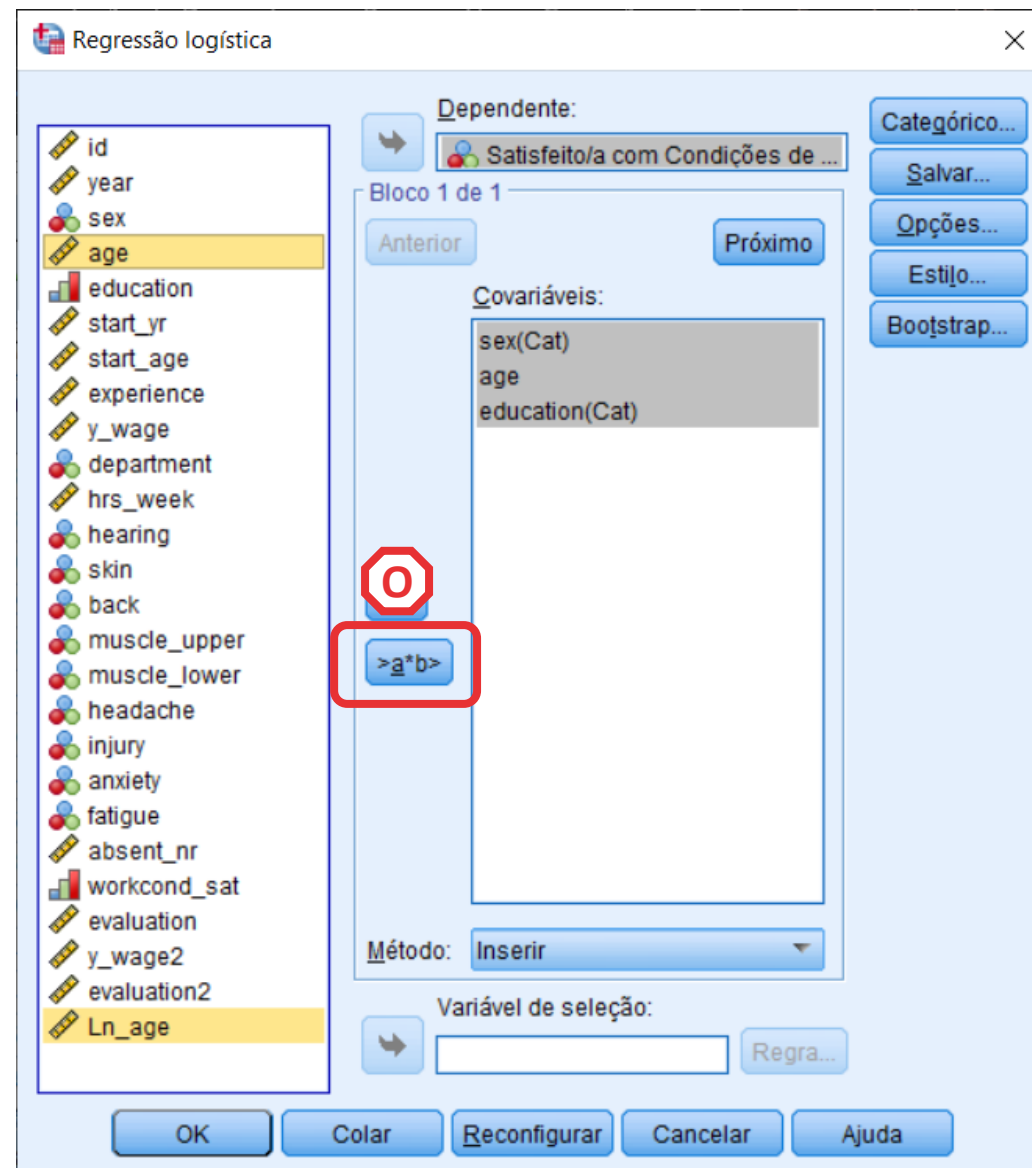 Regressão logística
id
year
sex
age
education
start_yr
start_age
experience
y_wage
department
hrs_week
hearing
skin
back
muscle_upper
muscle_lower
headache
injury
anxiety
fatigue
absent_nr
workcond_sat
evaluation
y_wage2
evaluation2
Ln_age
Dependente:
Satisfeito/a com Condições de ...
Bloco 1 de 1
Anterior
Próximo
Covariáveis:
sex(Cat)
age
education(Cat)
O
>a*b>
Método: Inserir
Variável de seleção:
Regra...
Categórico...
Salvar...
Opções...
Estilo...
Bootstrap...
OK Colar Reconfigurar Cancelar Ajuda